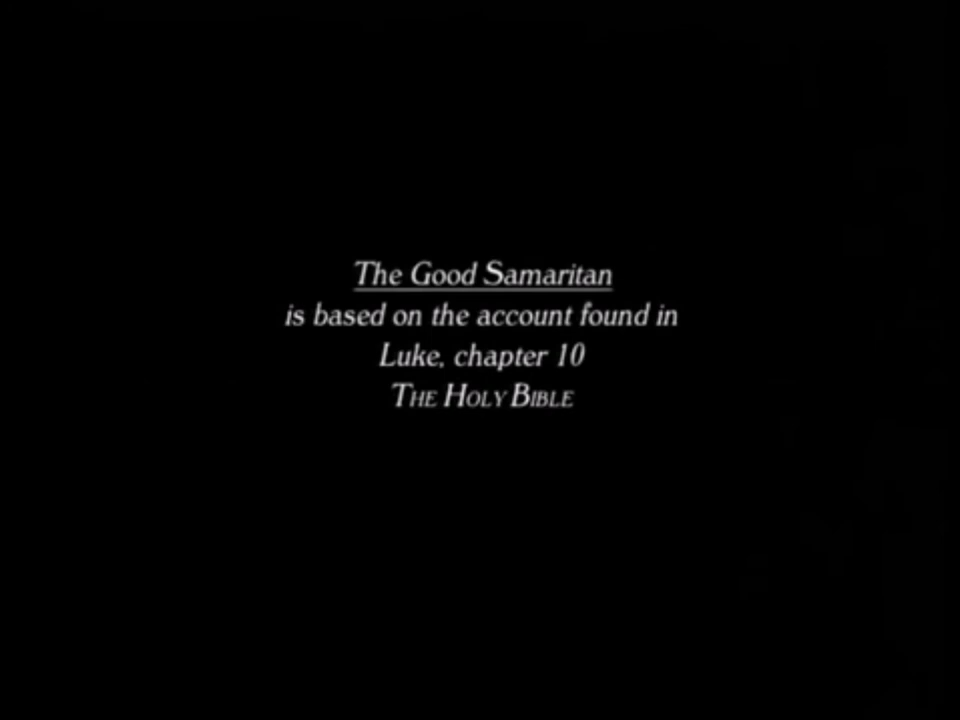 The Good Samaritan
is based on the account found in
Luke, chapter 10
THE HOLY BIBLE